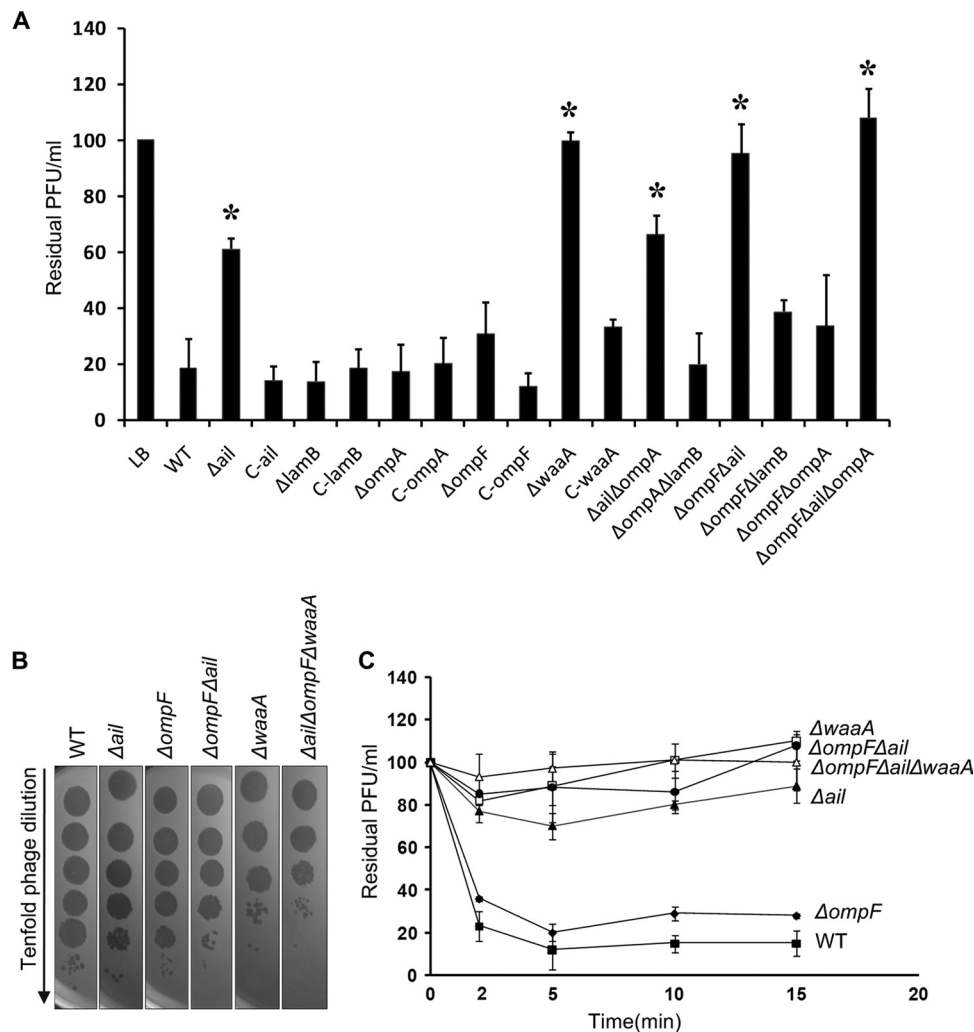 A
Residual PFU/ml
140
120
100
80
60
40
20
0
*
*
*
*
*
LB
WT
Δail
C-ail
ΔlamB
C-lamB
ΔompA
C-ompA
ΔompF
C-ompF
ΔwaaA
C-waaA
ΔailΔompA
ΔompAΔlamB
ΔompFΔail
ΔompFΔlamB
ΔompFΔompA
ΔompFΔailΔompA
B
Tenfold phage dilution
WT
Δail
ΔompF
ΔompFΔail
ΔwaaA
ΔailΔompFΔwaaA
C
Residual PFU/ml
140
120
100
80
60
40
20
0
ΔwaaA
ΔompFΔail
ΔompFΔailΔwaaA
Δail
ΔompF
WT
0 2 5 10 15 20
Time(min)